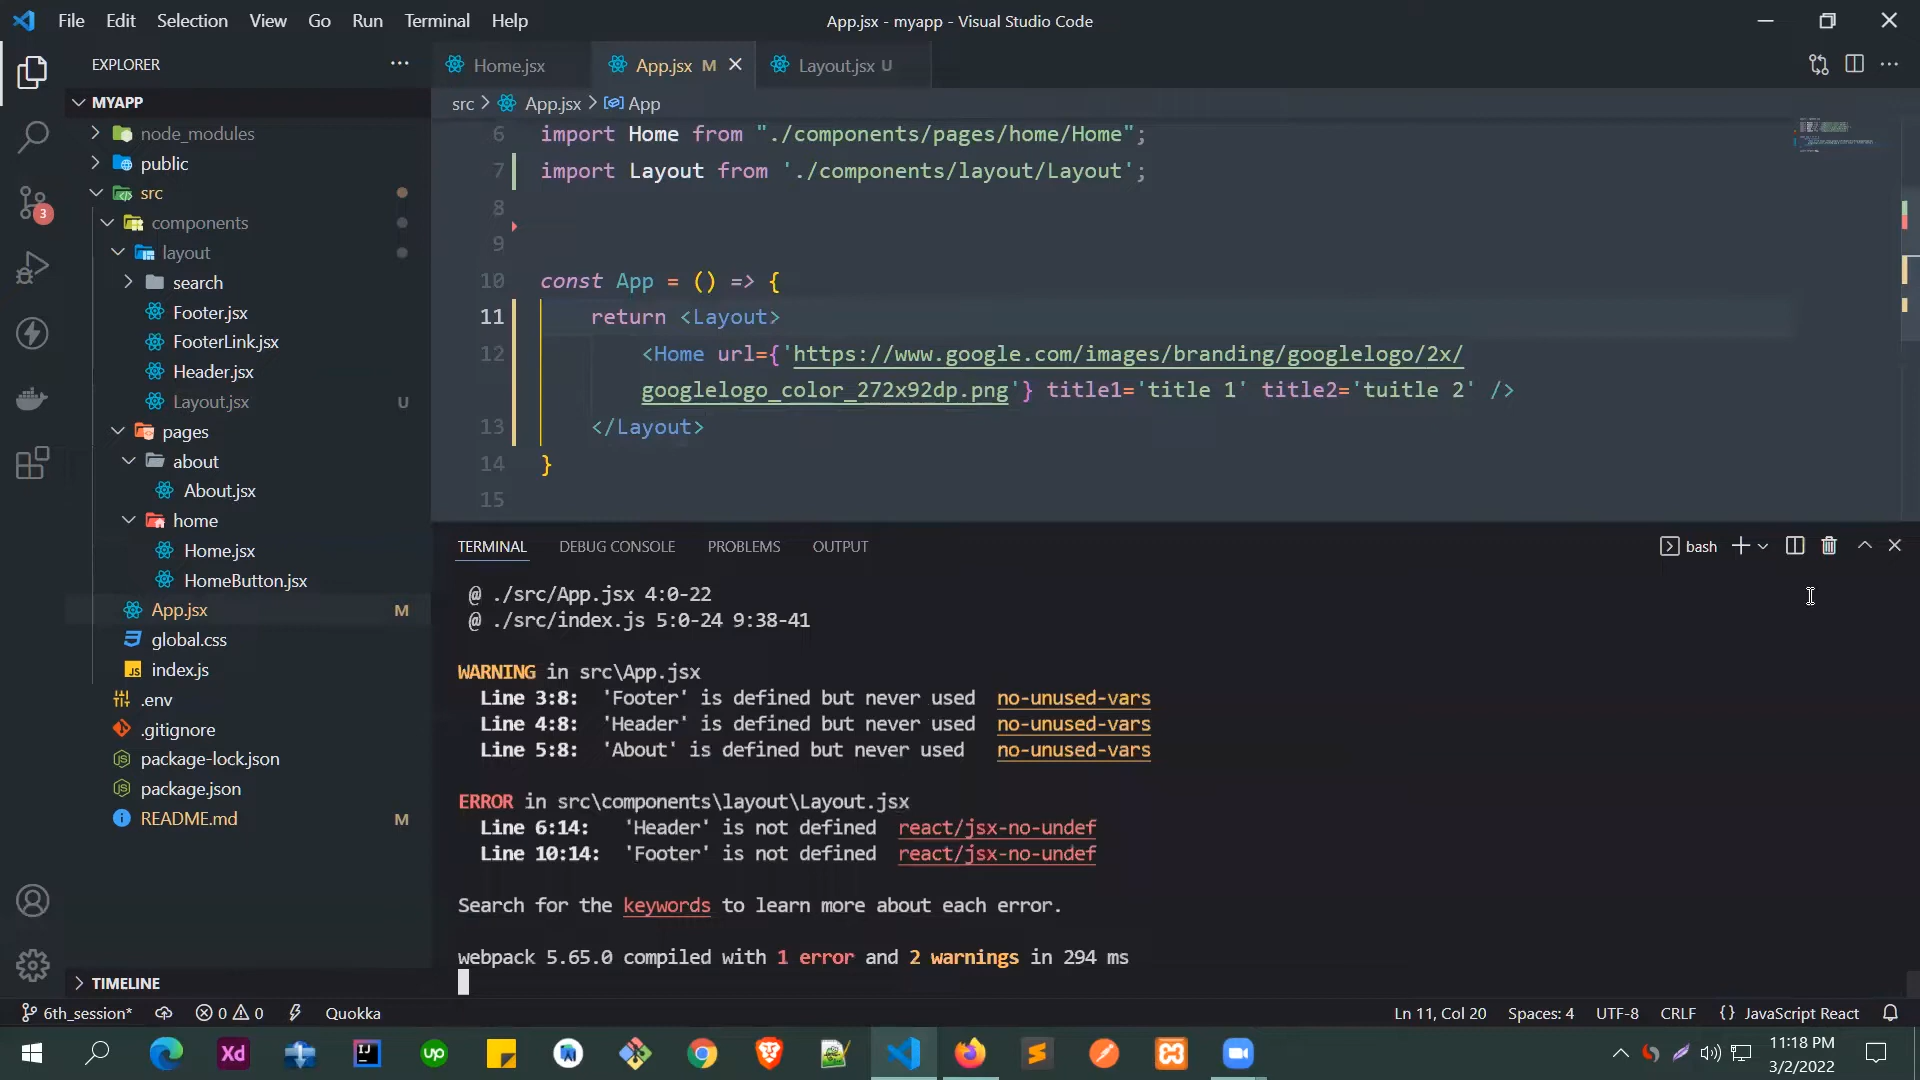 File Edit Selection View Go Run Terminal Help
App.jsx - myapp - Visual Studio Code
EXPLORER
MYAPP
node_modules
public
src
components
layout
search
Footer.jsx
FooterLink.jsx
Header.jsx
Layout.jsx U
pages
about
About.jsx
home
Home.jsx
HomeButton.jsx
App.jsx M
global.css
index.js
.env
.gitignore
package-lock.json
package.json
README.md M
TIMELINE
3
Home.jsx App.jsx M Layout.jsx U
src > App.jsx > App
6 import Home from "./components/pages/home/Home";
7 import Layout from './components/layout/Layout';
8
9
10 const App = () => {
11 return <Layout>
12 <Home url={'https://www.google.com/images/branding/googlelogo/2x/
googlelogo_color_272x92dp.png'} title1='title 1' title2='tuitle 2' />
13 </Layout>
14 }
15
TERMINAL DEBUG CONSOLE PROBLEMS OUTPUT
bash
@ ./src/App.jsx 4:0-22
@ ./src/index.js 5:0-24 9:38-41
WARNING in src\App.jsx
Line 3:8: 'Footer' is defined but never used no-unused-vars
Line 4:8: 'Header' is defined but never used no-unused-vars
Line 5:8: 'About' is defined but never used no-unused-vars
ERROR in src\components\layout\Layout.jsx
Line 6:14: 'Header' is not defined react/jsx-no-undef
Line 10:14: 'Footer' is not defined react/jsx-no-undef
Search for the keywords to learn more about each error.
webpack 5.65.0 compiled with 1 error and 2 warnings in 294 ms
6th_session* 0 0 Quokka
Ln 11, Col 20 Spaces: 4 UTF-8 CRLF {} JavaScript React
Xd IJ up
11:18 PM
3/2/2022